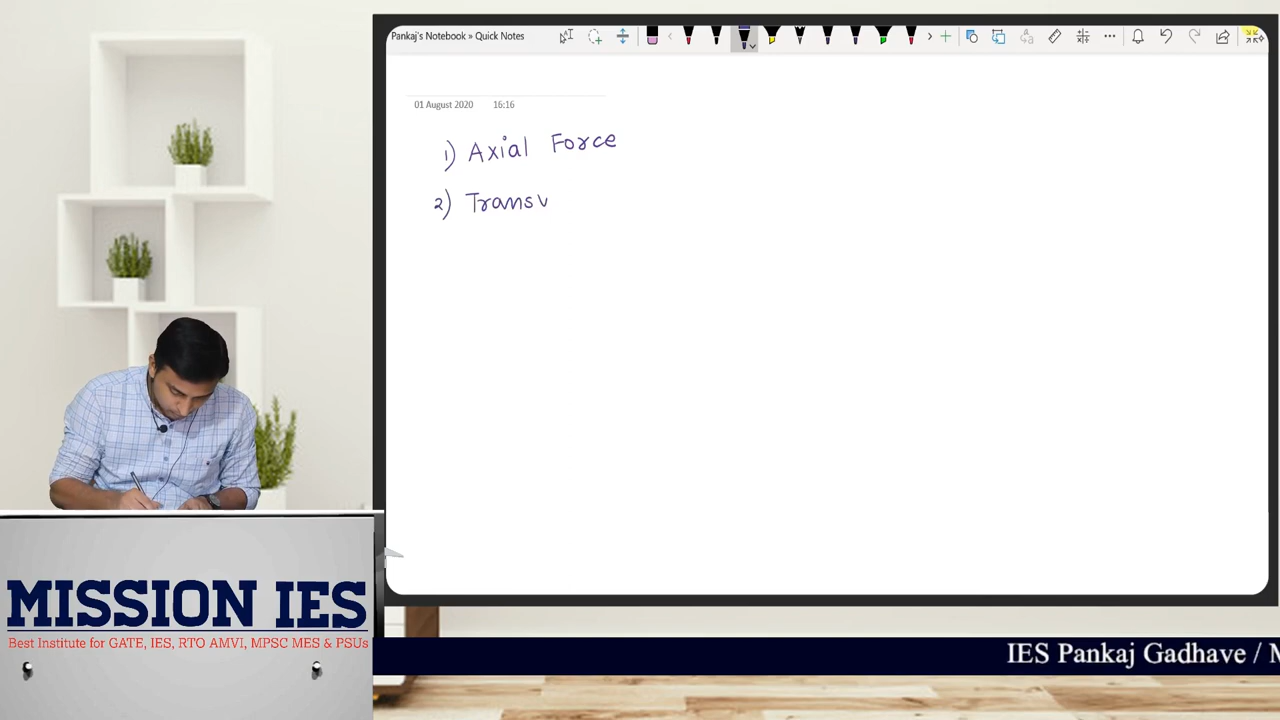 Pankaj's Notebook » Quick Notes
01 August 2020 16:16
1) Axial Force
2) Transv
MISSION IES
Best Institute for GATE, IES, RTO AMVI, MPSC MES & PSUs
IES Pankaj Gadhave / M